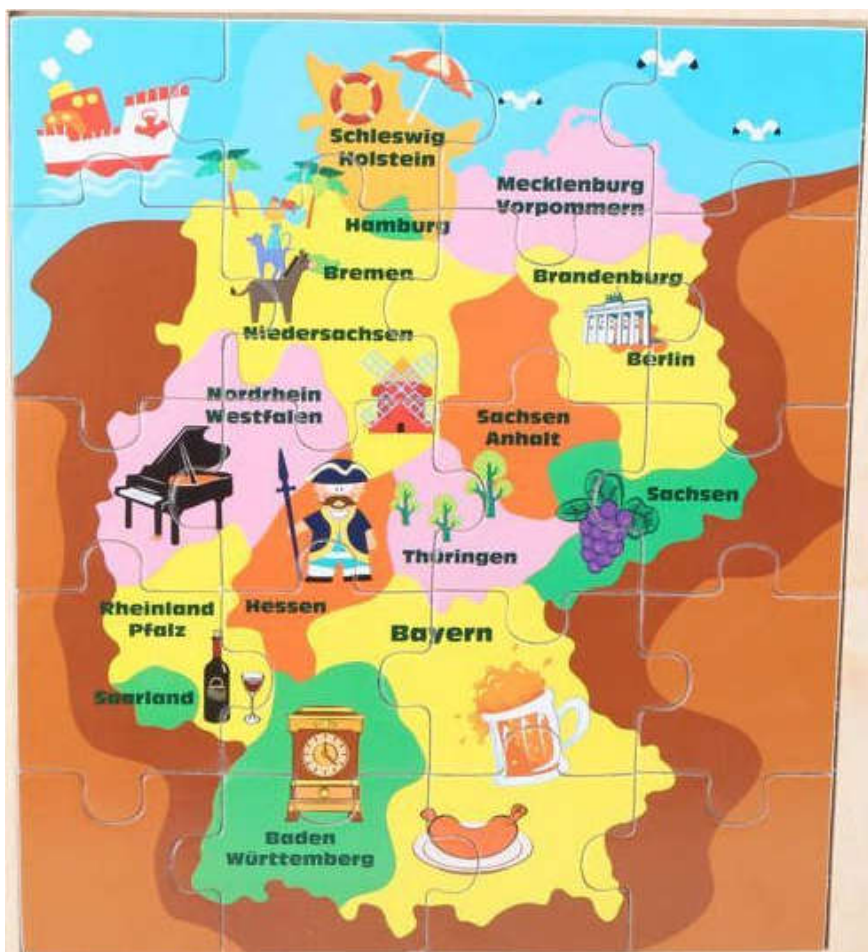 Schleswig
Holstein
Mecklenburg
Vorpommern
Hamburg
Bremen
Brandenburg
Niedersachsen
Berlin
Nordrhein
Westfalen
Sachsen
Anhalt
Sachsen
Thüringen
Rheinland
Pfalz
Hessen
Bayern
Saarland
Baden
Württemberg